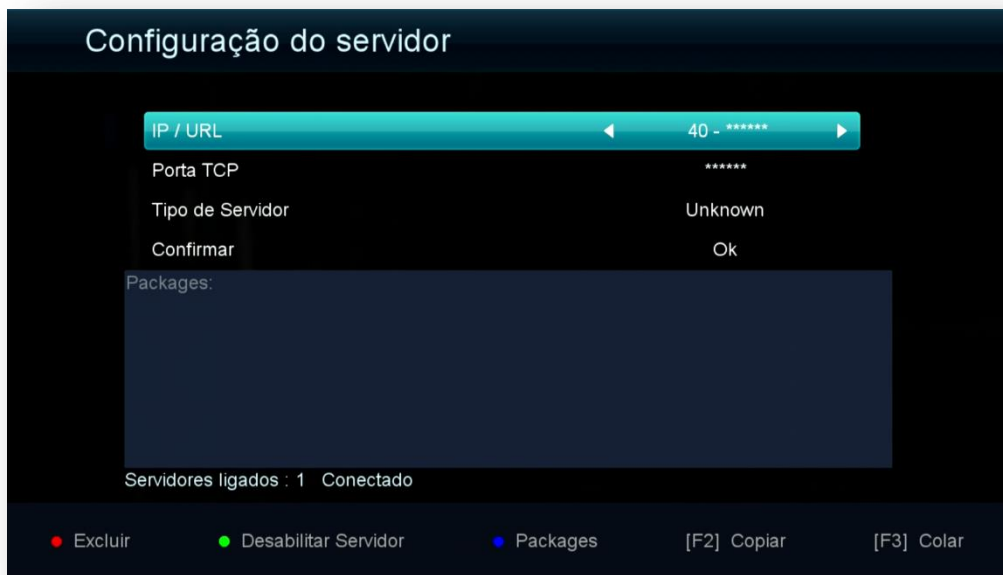 Configuração do servidor
IP / URL 40 - ******
Porta TCP ******
Tipo de Servidor Unknown
Confirmar Ok
Packages:
Servidores ligados : 1 Conectado
Excluir Desabilitar Servidor Packages [F2] Copiar [F3] Colar